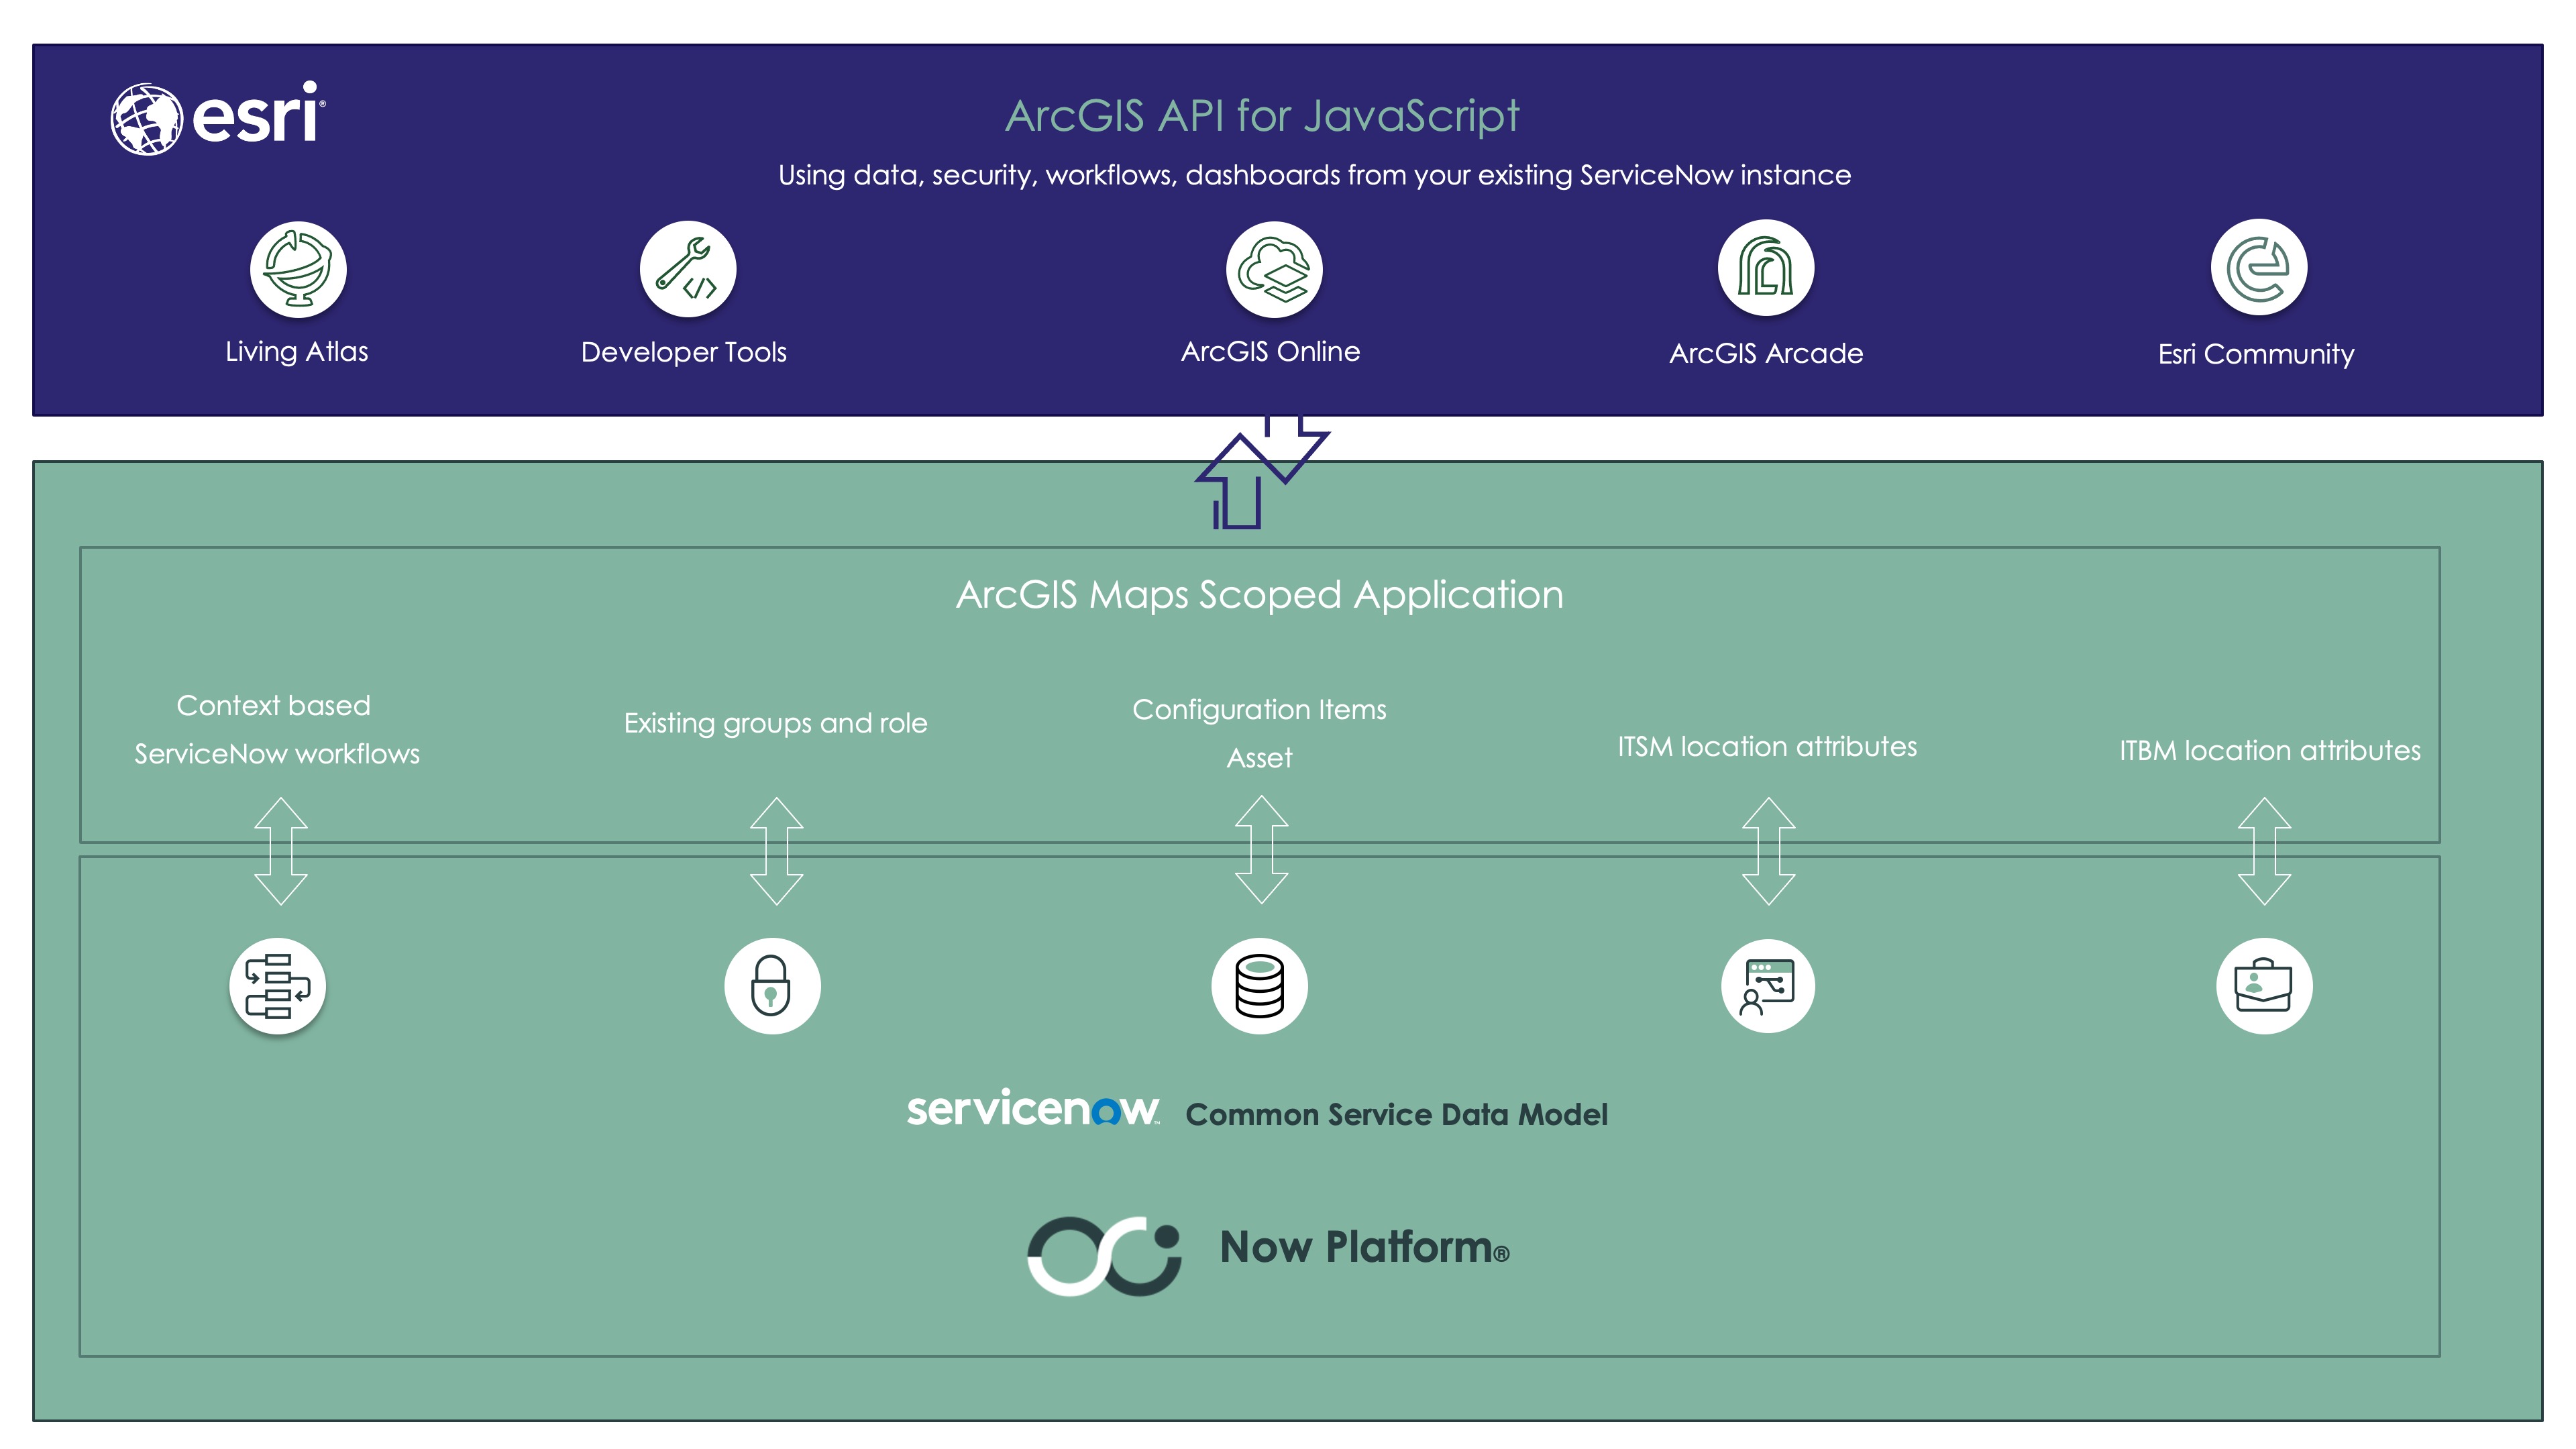 esri®
ArcGIS API for JavaScript
Using data, security, workflows, dashboards from your existing ServiceNow instance
Living Atlas
Developer Tools
ArcGIS Online
ArcGIS Arcade
Esri Community
ArcGIS Maps Scoped Application
Context based
ServiceNow workflows
Existing groups and role
Configuration Items
Asset
ITSM location attributes
ITBM location attributes
servicenow™ Common Service Data Model
Now Platform®